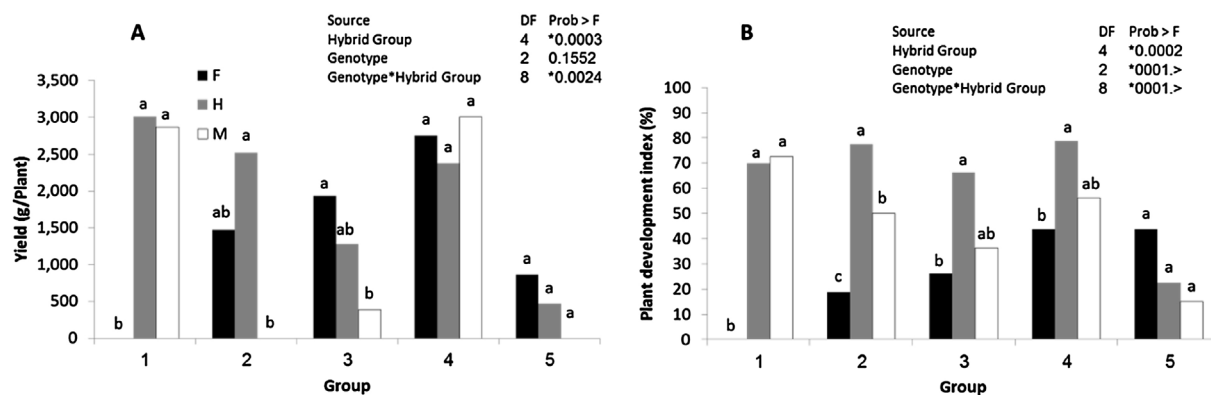 A
Source DF Prob > F
Hybrid Group 4 *0.0003
Genotype 2 0.1552
Genotype*Hybrid Group 8 *0.0024
F
H
M
Yield (g/Plant)
3,500
3,000
2,500
2,000
1,500
1,000
500
0
b a a
ab a b
a ab b
a a a
a a a
1 2 3 4 5
Group
B
Source DF Prob > F
Hybrid Group 4 *0.0002
Genotype 2 *0001.>
Genotype*Hybrid Group 8 *0001.>
Plant development index (%)
100
90
80
70
60
50
40
30
20
10
0
b a a
c a b
b a ab
b a ab
a a a
1 2 3 4 5
Group